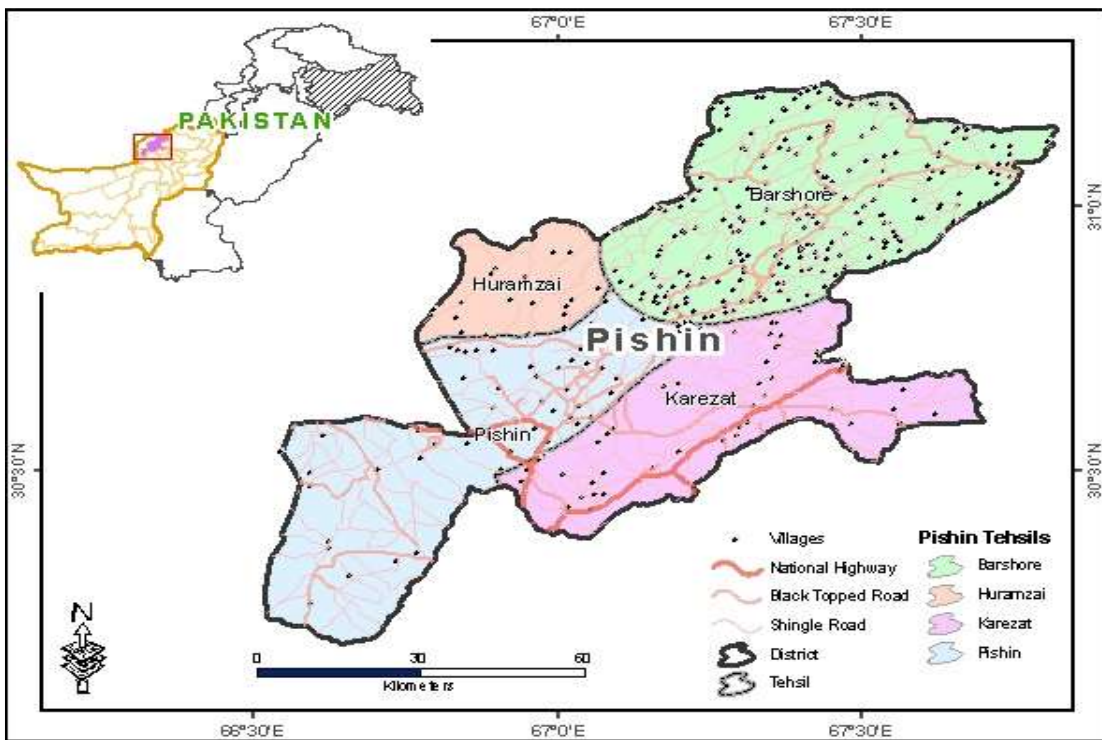 67°0'E 67°30'E
PAKISTAN
Barshore
31°0'N
Huramzai
Pishin
Karezat
Pishin
30°30'N 30°30'N
Villages
National Highway
Black Topped Road
Shingle Road
District
Tehsil
Pishin Tehsils
Barshore
Huramzai
Karezat
Pishin
N
0 30 60
Kilometers
66°30'E 67°0'E 67°30'E